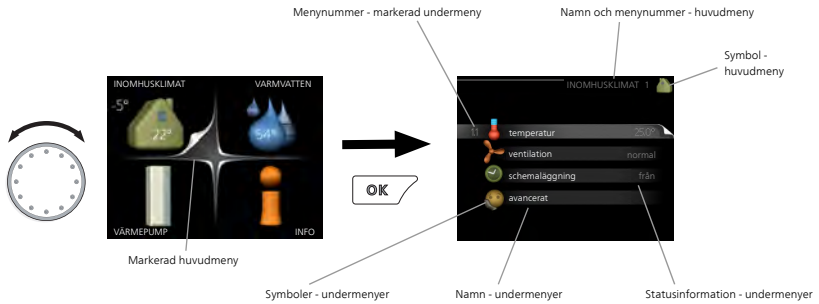 Menynummer - markerad undermeny
Namn och menynummer - huvudmeny
Symbol -
huvudmeny
INOMHUSKLIMAT
VARMVATTEN
-5°
22°
54°
VÄRMEPUMP
INFO
Markerad huvudmeny
OK
INOMHUSKLIMAT 1
1.1 temperatur 25.0°
ventilation normal
schemaläggning från
avancerat
Symboler - undermenyer
Namn - undermenyer
Statusinformation - undermenyer